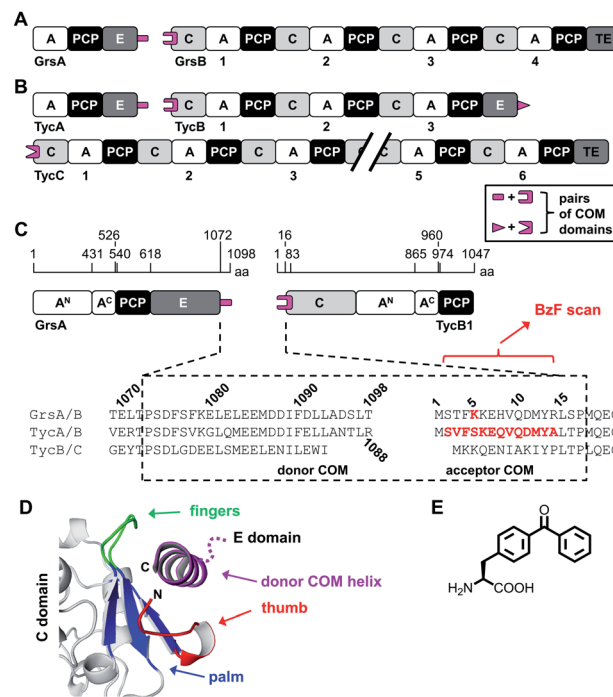 A
A PCP E C A PCP C A PCP C A PCP C A PCP TE
GrsA GrsB 1 2 3 4
B
A PCP E C A PCP C A PCP C A PCP E
TycA TycB 1 2 3
C A PCP C A PCP C A PCP C C A PCP C A PCP TE
TycC 1 2 3 5 6
+ pairs
of COM
+ domains
C
526 1072 16 960
1 431 540 618 1098 1 83 865 974 1047
aa aa
Aᴺ Aᶜ PCP E C Aᴺ Aᶜ PCP
GrsA TycB1
BzF scan
1070 1080 1090 1098 1 5 10 15
GrsA/B TELTPSDFSFKELELEEMDDIFDLLADSLT MSTFKKEHVQDMYRLSPMQEG
TycA/B VERTPSDFSVKGLQMEEMDDIFELLANTLR MSVFSKEQVQDMYALTPMQEG
TycB/C GEYTPSDLGDEELSMEELENILEWI 1088 MKKQENIAKIYPLTPLQEG
donor COM acceptor COM
D
fingers
E domain
C
donor COM helix
N
thumb
C domain
palm
E
O
H₂N COOH